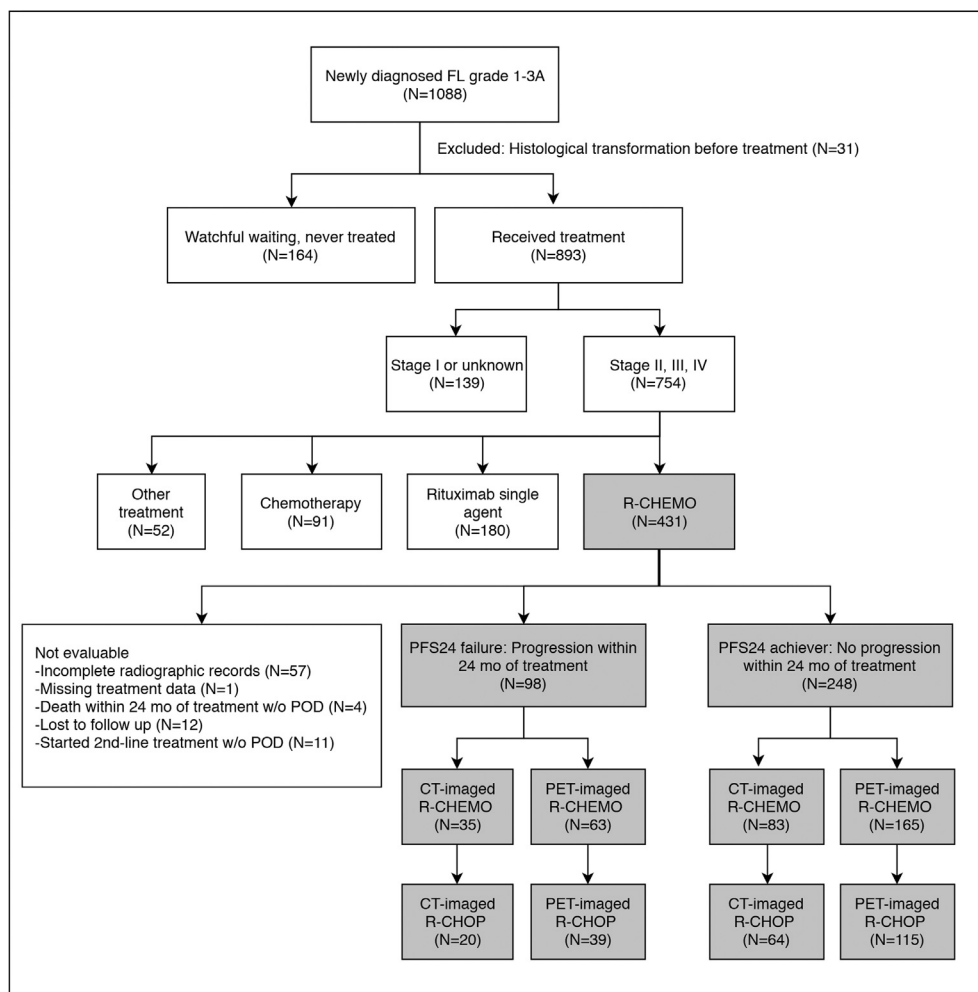 Newly diagnosed FL grade 1-3A
(N=1088)
Excluded: Histological transformation before treatment (N=31)
Watchful waiting, never treated
(N=164)
Received treatment
(N=893)
Stage I or unknown
(N=139)
Stage II, III, IV
(N=754)
Other
treatment
(N=52)
Chemotherapy
(N=91)
Rituximab single
agent
(N=180)
R-CHEMO
(N=431)
Not evaluable
-Incomplete radiographic records (N=57)
-Missing treatment data (N=1)
-Death within 24 mo of treatment w/o POD (N=4)
-Lost to follow up (N=12)
-Started 2nd-line treatment w/o POD (N=11)
PFS24 failure: Progression within
24 mo of treatment
(N=98)
PFS24 achiever: No progression
within 24 mo of treatment
(N=248)
CT-imaged
R-CHEMO
(N=35)
PET-imaged
R-CHEMO
(N=63)
CT-imaged
R-CHEMO
(N=83)
PET-imaged
R-CHEMO
(N=165)
CT-imaged
R-CHOP
(N=20)
PET-imaged
R-CHOP
(N=39)
CT-imaged
R-CHOP
(N=64)
PET-imaged
R-CHOP
(N=115)